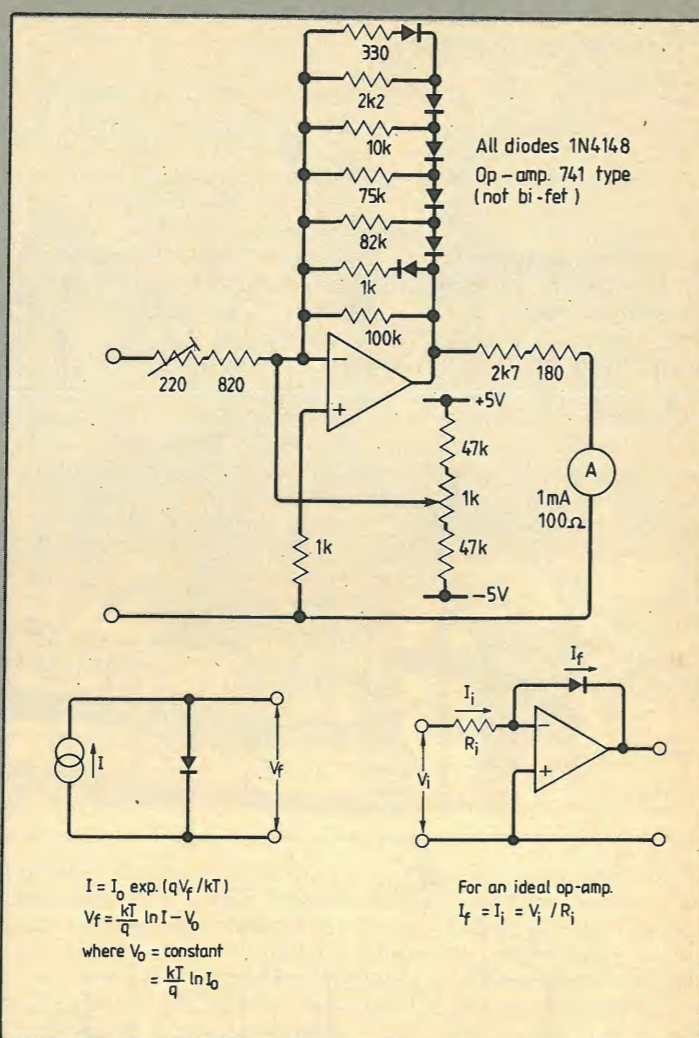 330
2k2
10k
75k
82k
1k
100k
All diodes 1N4148
Op-amp. 741 type
(not bi-fet)
−
+
220
820
2k7
180
+5V
47k
1k
47k
−5V
A
1mA
100Ω
1k
I
Vf
If
Ii
Ri
−
+
Vi
I = I₀ exp. (qVf/kT)
Vf = kT/q ln I − V₀
where V₀ = constant
= kT/q ln I₀
For an ideal op-amp.
If = Ii = Vi / Ri